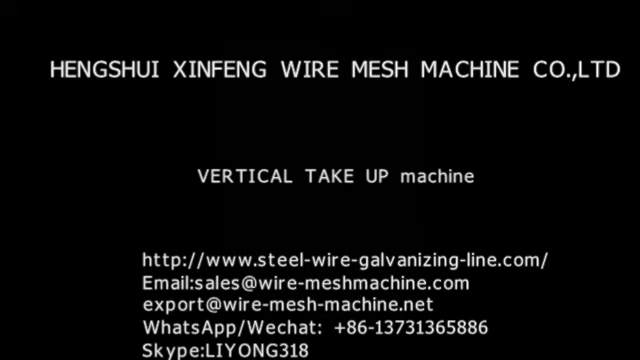 HENGSHUI XINFENG WIRE MESH MACHINE CO.,LTD
VERTICAL TAKE UP machine
http://www.steel-wire-galvanizing-line.com/
Email:sales@wire-meshmachine.com
export@wire-mesh-machine.net
WhatsApp/Wechat: +86-13731365886
Skype:LIYONG318